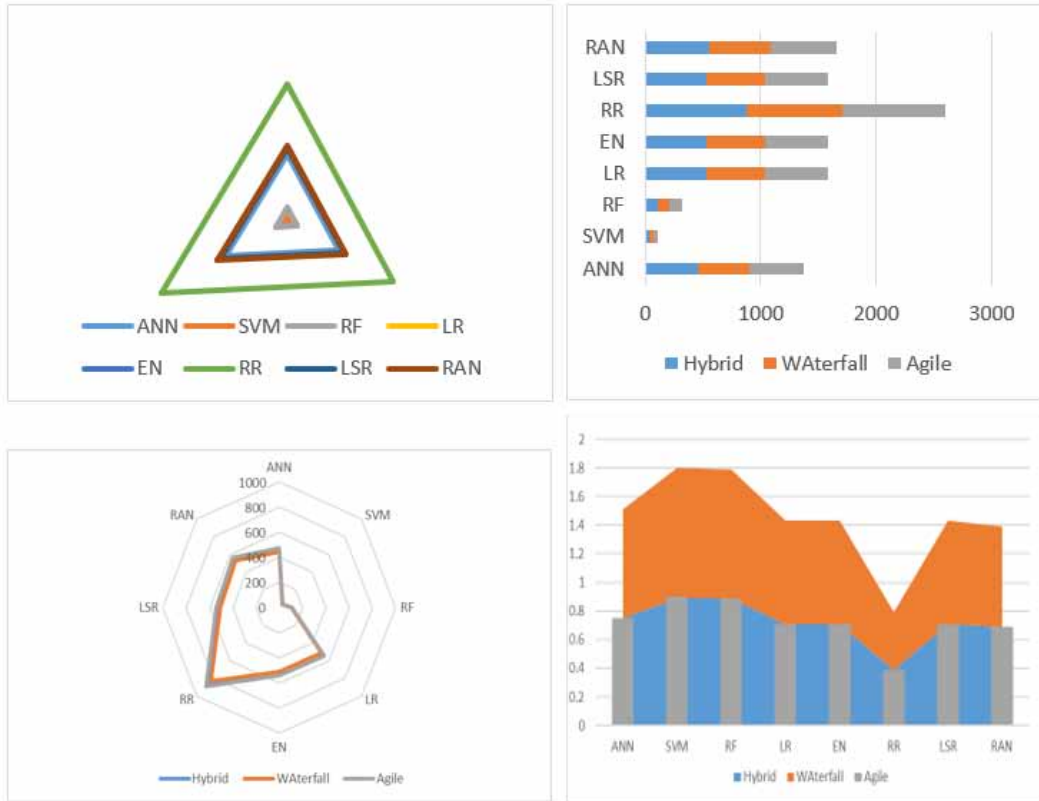 ANN SVM RF LR
EN RR LSR RAN
RAN
LSR
RR
EN
LR
RF
SVM
ANN
0 1000 2000 3000
Hybrid WAterfall Agile
ANN
1000
800
600
400
200
0
SVM
RF
LR
EN
RR
LSR
RAN
Hybrid WAterfall Agile
2
1.8
1.6
1.4
1.2
1
0.8
0.6
0.4
0.2
0
ANN SVM RF LR EN RR LSR RAN
Hybrid WAterfall Agile